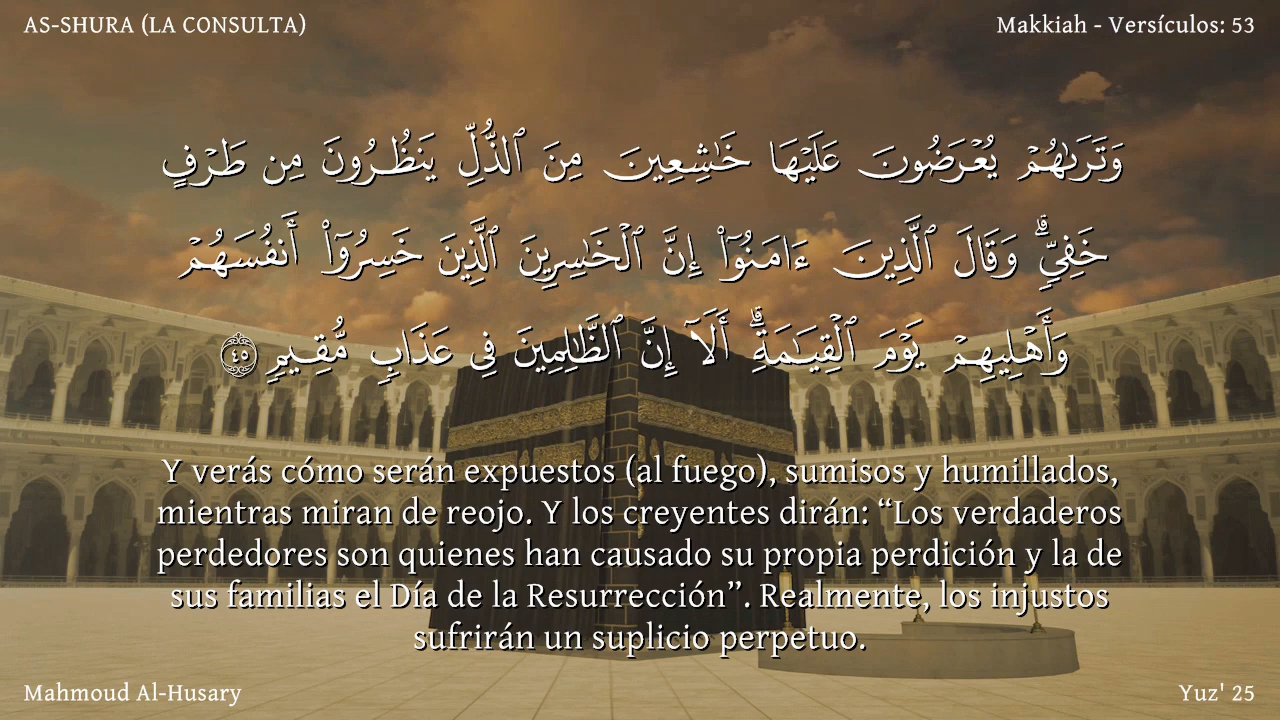 AS-SHURA (LA CONSULTA)
Makkiah - Versículos: 53
وَتَرَىٰهُمْ يُعْرَضُونَ عَلَيْهَا خَـٰشِعِينَ مِنَ ٱلذُّلِّ يَنظُرُونَ مِن طَرْفٍ
خَفِىٍّۗ وَقَالَ ٱلَّذِينَ ءَامَنُوٓا۟ إِنَّ ٱلْخَـٰسِرِينَ ٱلَّذِينَ خَسِرُوٓا۟ أَنفُسَهُمْ
وَأَهْلِيهِمْ يَوْمَ ٱلْقِيَـٰمَةِۗ أَلَآ إِنَّ ٱلظَّـٰلِمِينَ فِى عَذَابٍ مُّقِيمٍ ٤٥
Y verás cómo serán expuestos (al fuego), sumisos y humillados,
mientras miran de reojo. Y los creyentes dirán: “Los verdaderos
perdedores son quienes han causado su propia perdición y la de
sus familias el Día de la Resurrección”. Realmente, los injustos
sufrirán un suplicio perpetuo.
Mahmoud Al-Husary
Yuz' 25